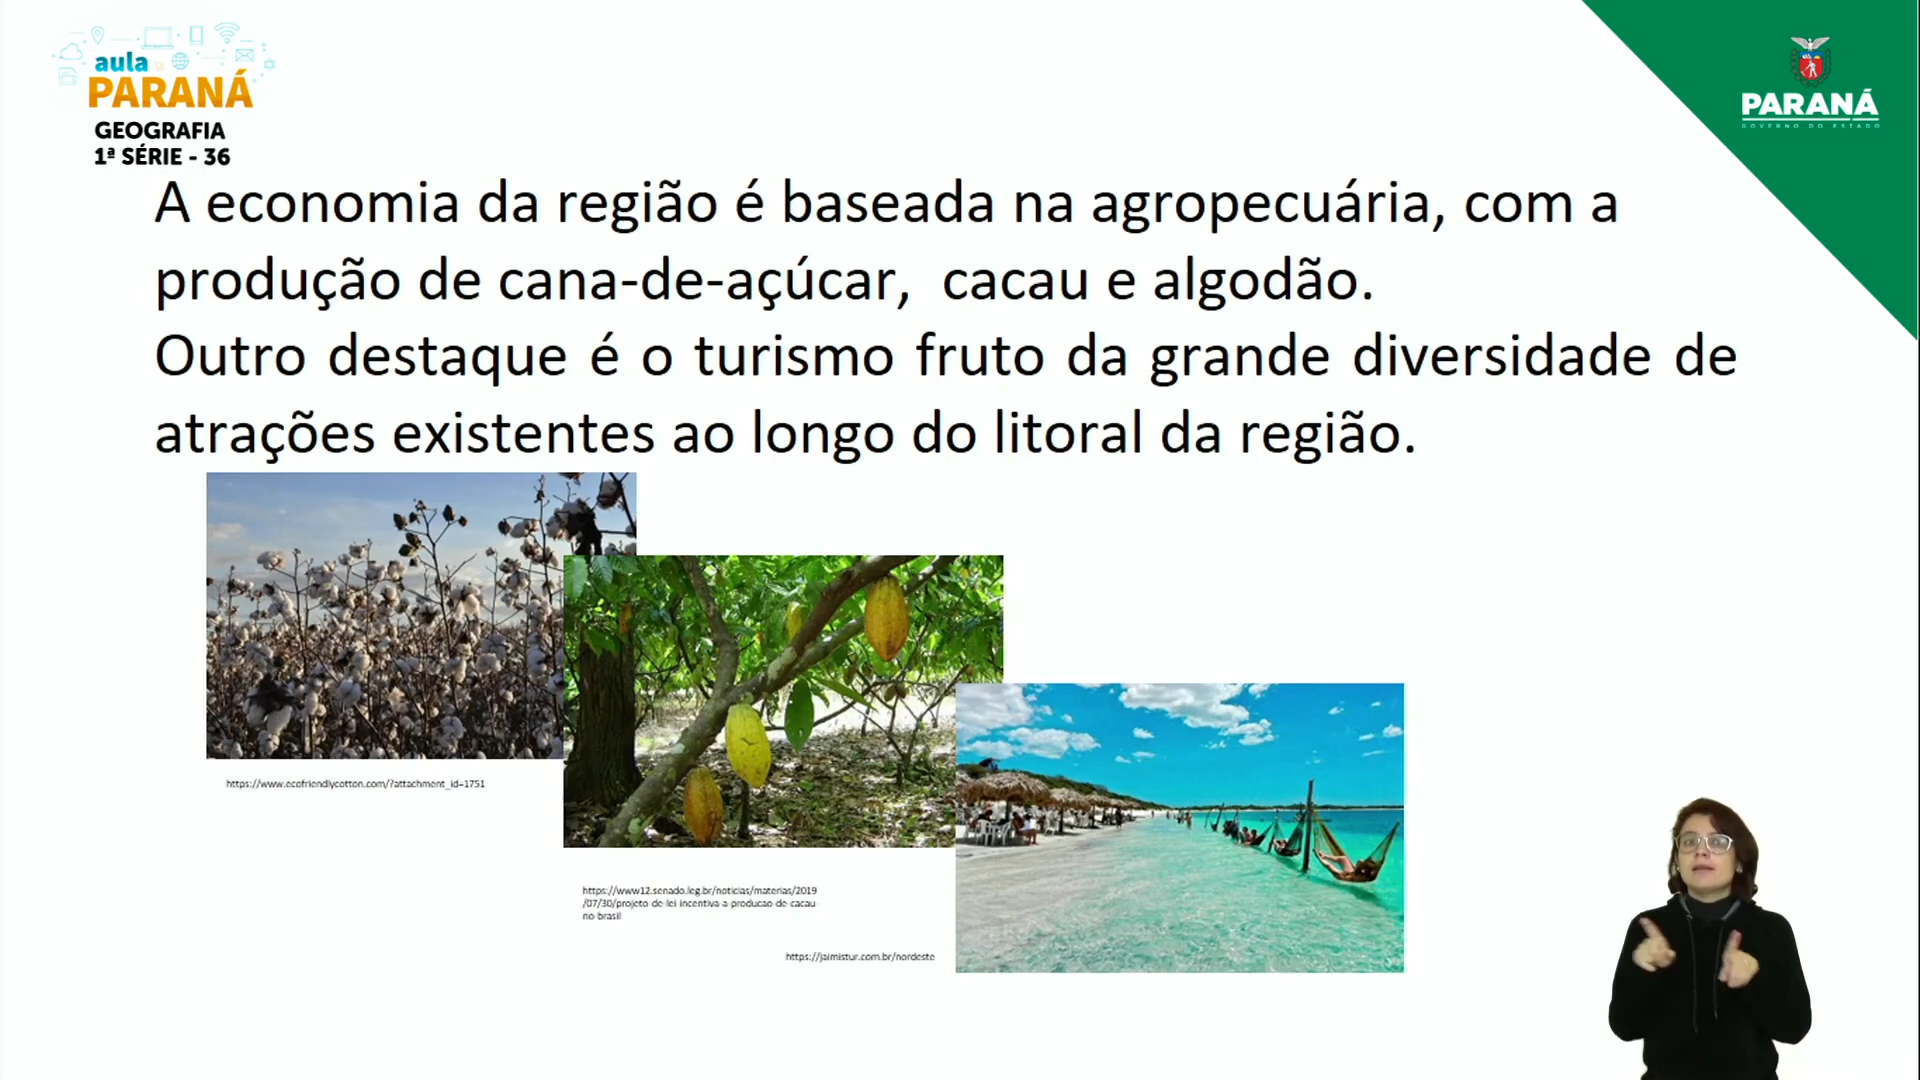 aula
PARANÁ
GEOGRAFIA
1ª SÉRIE - 36
PARANÁ
GOVERNO DO ESTADO
A economia da região é baseada na agropecuária, com a
produção de cana-de-açúcar, cacau e algodão.
Outro destaque é o turismo fruto da grande diversidade de
atrações existentes ao longo do litoral da região.
https://www.ecofriendlycotton.com/?attachment_id=1751
https://www12.senado.leg.br/noticias/materias/2019
/07/30/projeto-de-lei-incentiva-a-producao-de-cacau-
no-brasil
https://jaimistur.com.br/nordeste